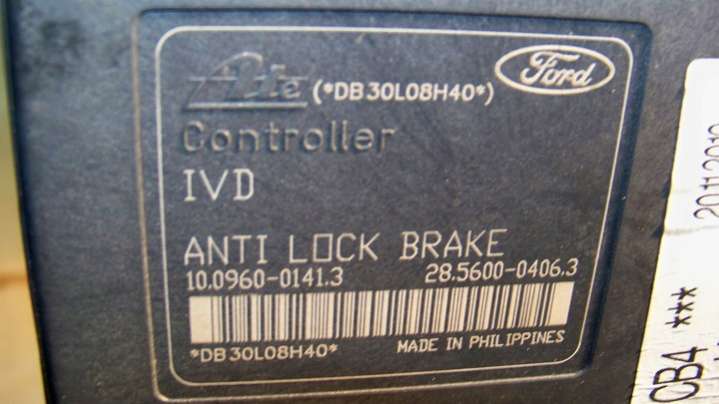 Ate (*DB30L08H40*) Ford
Controller
IVD
ANTI LOCK BRAKE
10.0960-0141.3 28.5600-0406.3
*DB30L08H40* MADE IN PHILIPPINES
CB4 ***